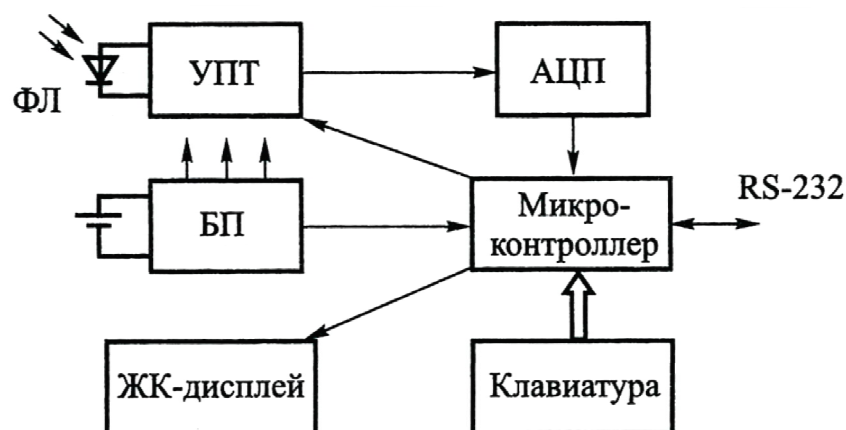 ФЛ
УПТ
АЦП
БП
Микро-
контроллер
RS-232
ЖК-дисплей
Клавиатура